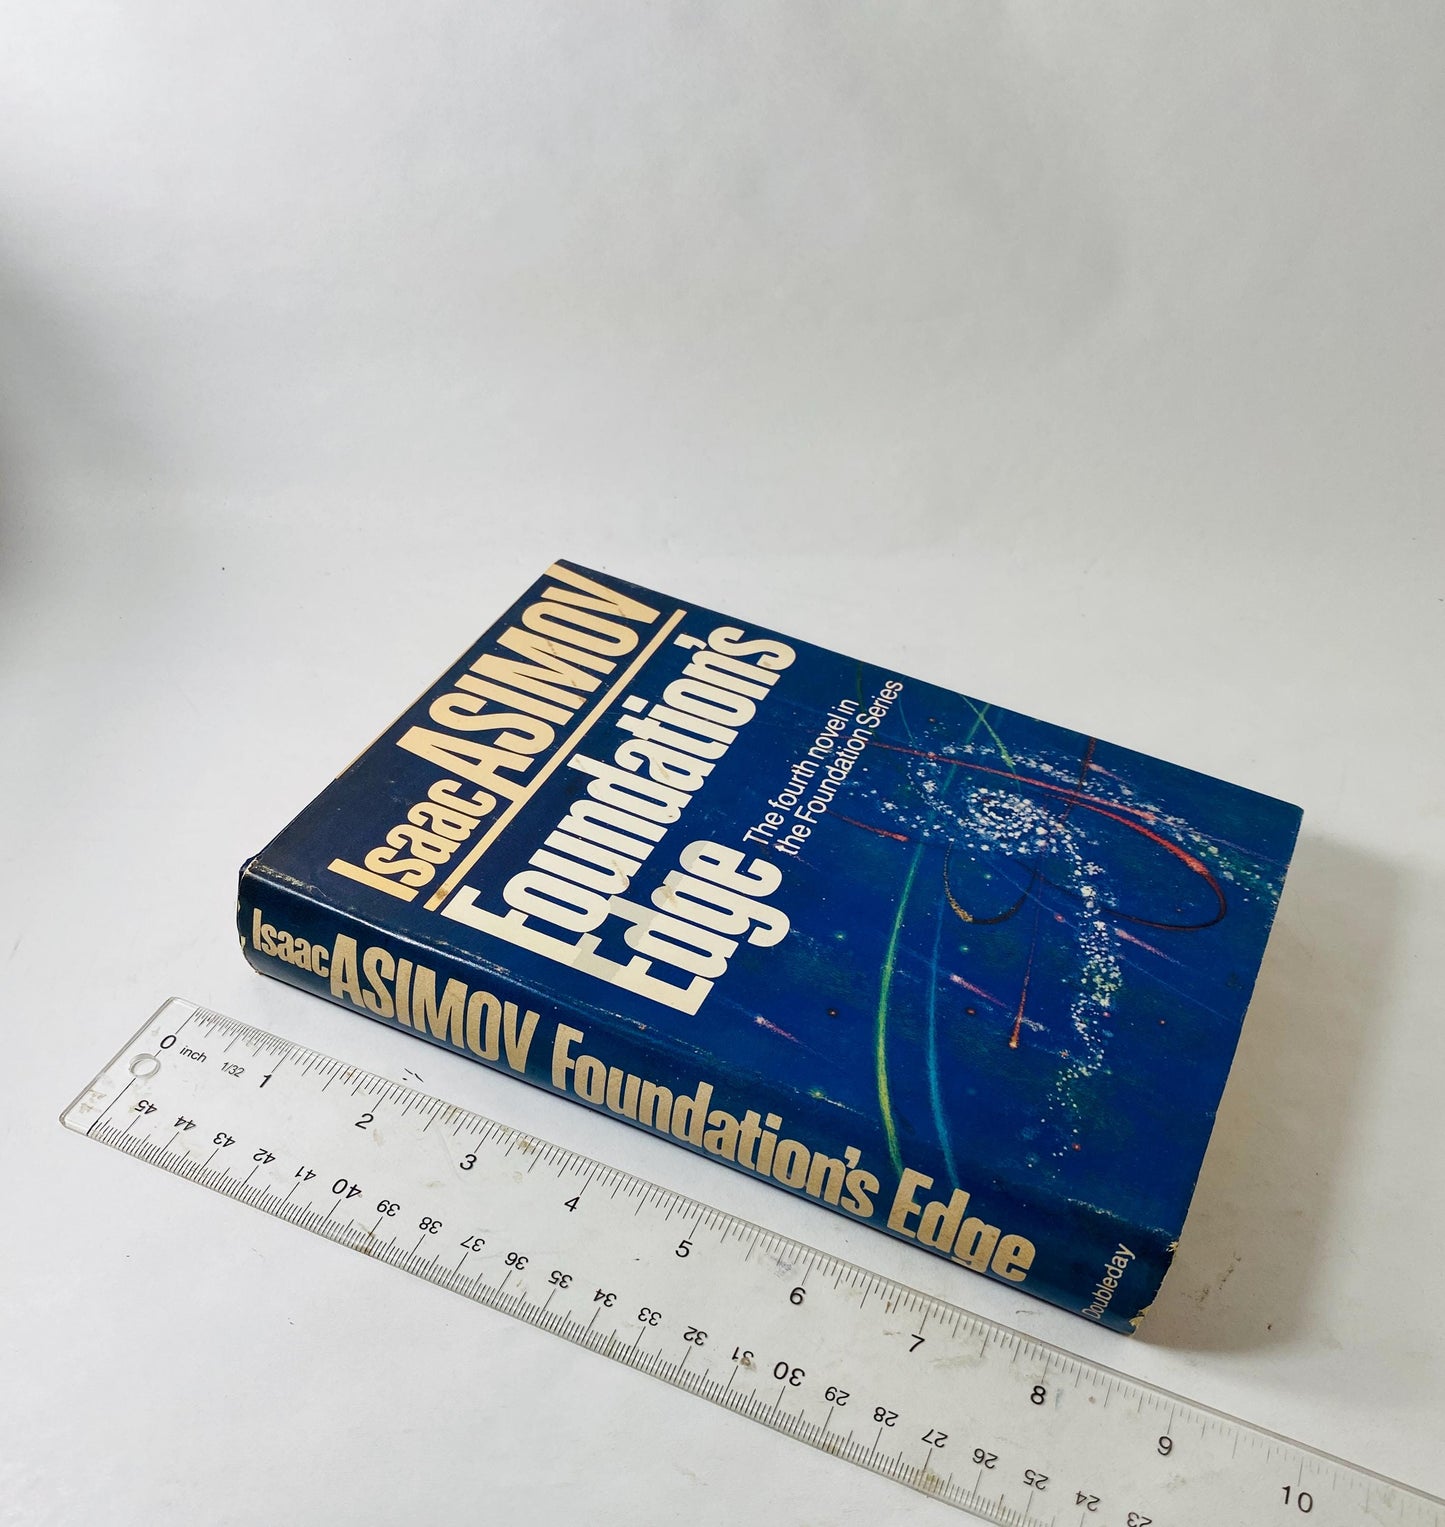 Isaac ASIMOV
Foundation's
Edge
The fourth novel in
the Foundation Series
Isaac ASIMOV Foundation's Edge
Doubleday
0 inch 1/32 1 2 3 4 5 6 7 8 9 10
45 44 43 42 41 40 39 38 37 36 35 34 33 32 31 30 29 28 27 26 25 24 23